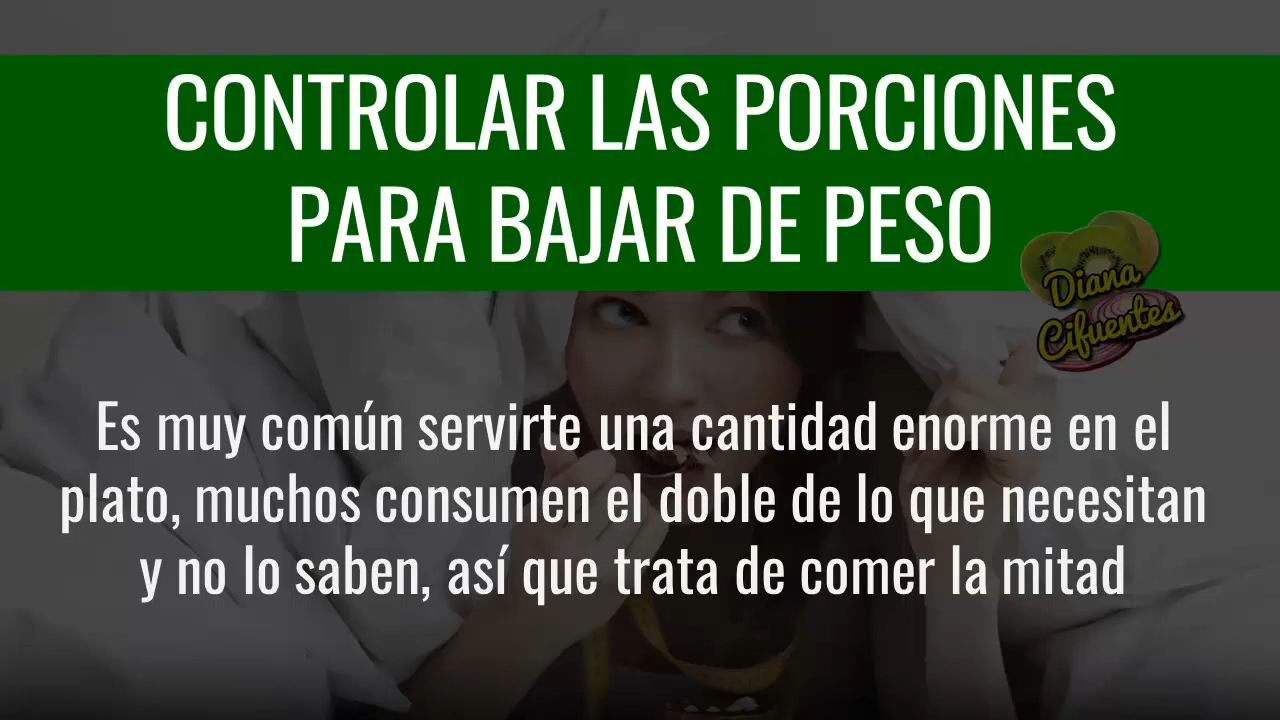 CONTROLAR LAS PORCIONES
PARA BAJAR DE PESO
Diana
Cifuentes
Es muy común servirte una cantidad enorme en el
plato, muchos consumen el doble de lo que necesitan
y no lo saben, así que trata de comer la mitad